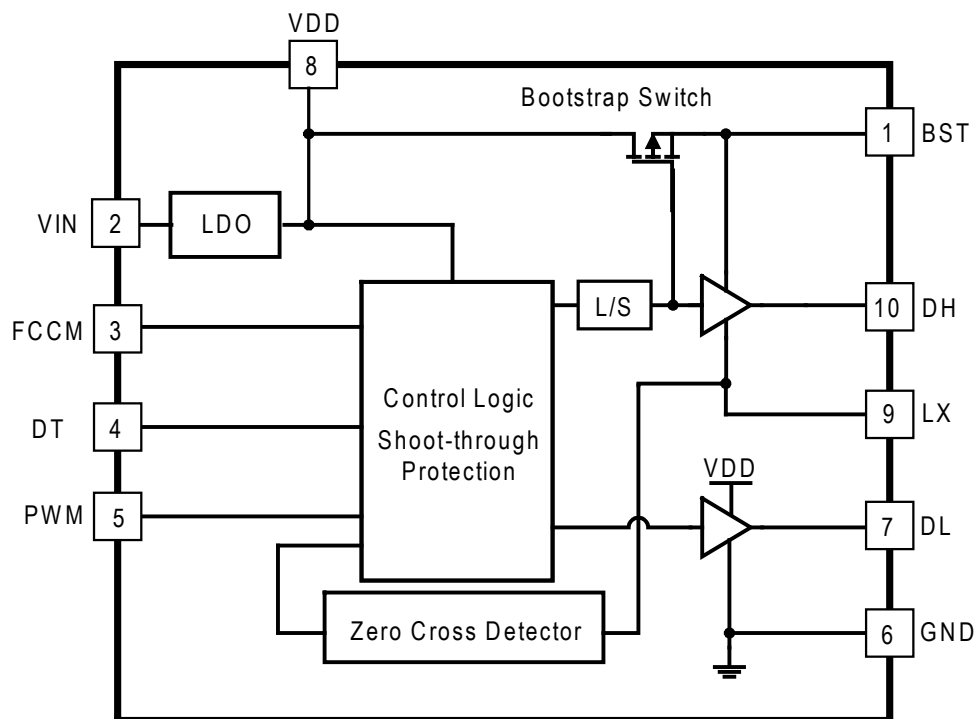 VDD
8
Bootstrap Switch
1
BST
VIN
2
LDO
FCCM
3
L/S
10
DH
DT
4
Control Logic
Shoot-through
Protection
9
LX
VDD
PWM
5
7
DL
Zero Cross Detector
6
GND